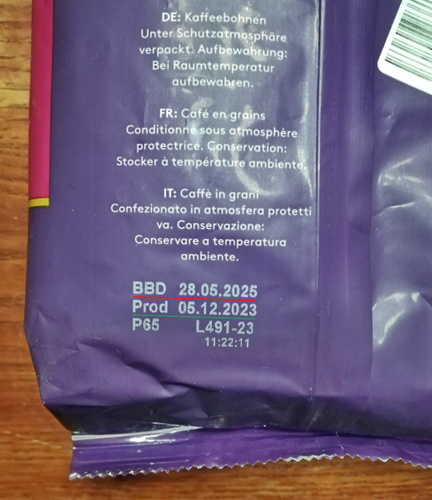 DE: Kaffeebohnen
Unter Schutzatmosphäre
verpackt. Aufbewahrung:
Bei Raumtemperatur
aufbewahren.
FR: Café en grains
Conditionné sous atmosphère
protectrice. Conservation:
Stocker à température ambiente.
IT: Caffè in grani
Confezionato in atmosfera protetti
va. Conservazione:
Conservare a temperatura
ambiente.
BBD 28.05.2025
Prod 05.12.2023
P65 L491-23
11:22:11